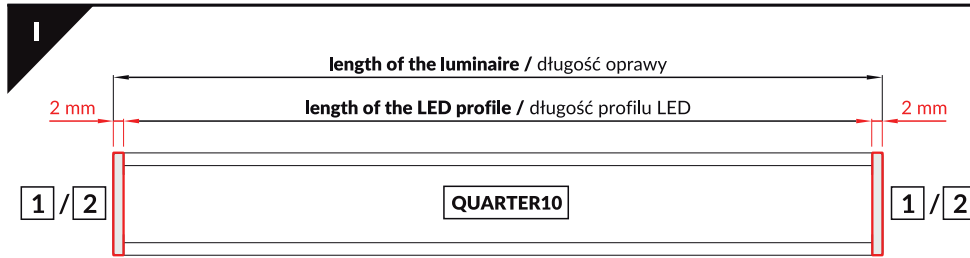 I
length of the luminaire / długość oprawy
2 mm length of the LED profile / długość profilu LED 2 mm
1 / 2 QUARTER10 1 / 2